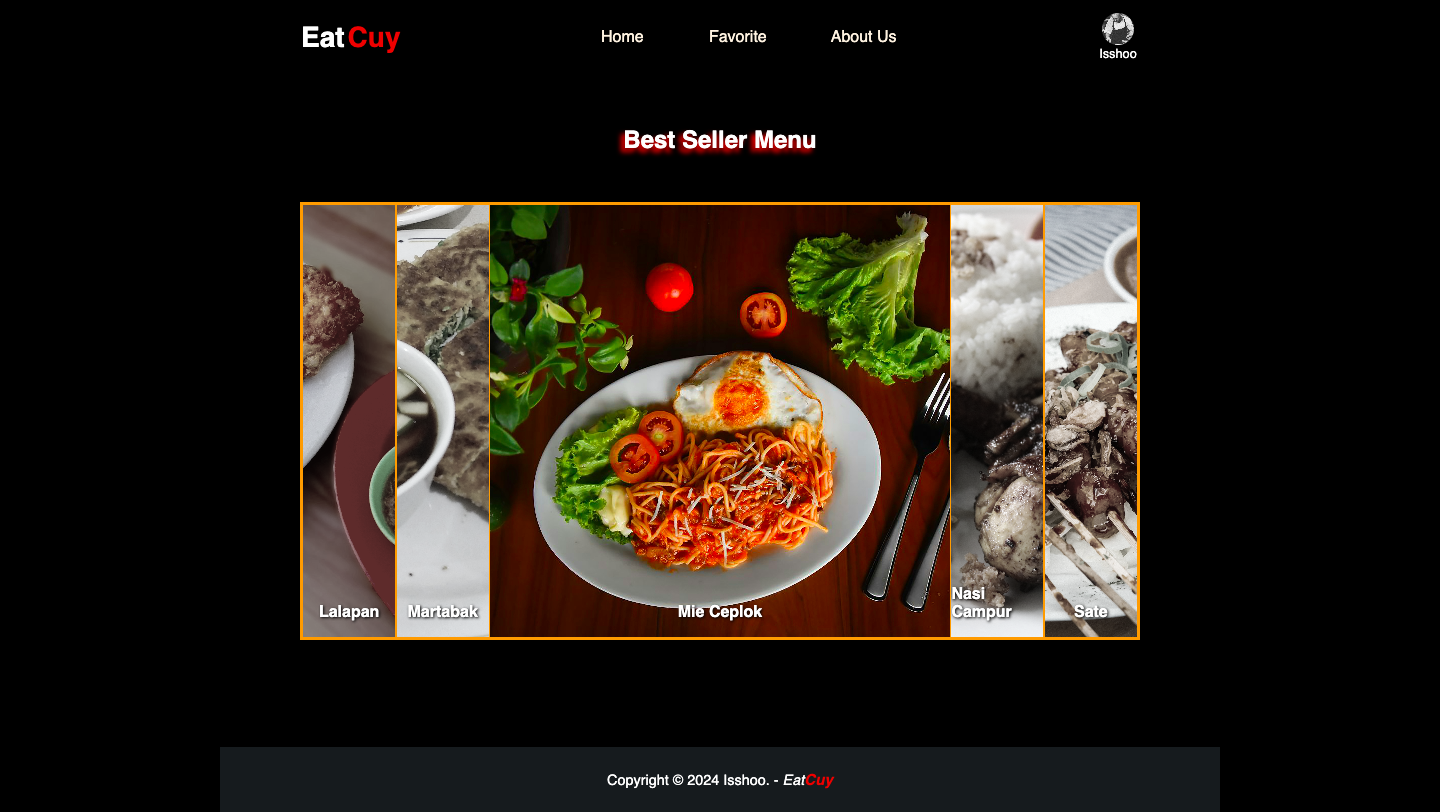 Eat Cuy
Home
Favorite
About Us
Isshoo
Best Seller Menu
Lalapan
Martabak
Mie Ceplok
Nasi
Campur
Sate
Copyright © 2024 Isshoo. - EatCuy